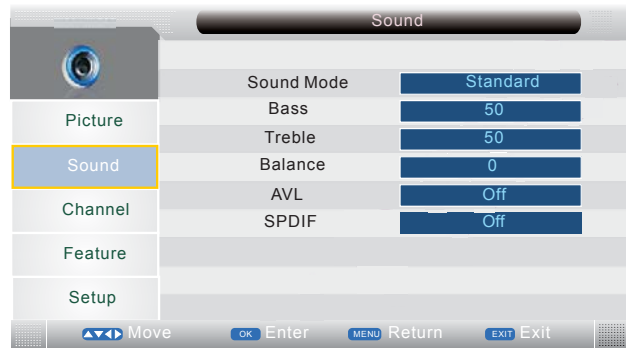 Sound
Sound Mode Standard
Bass 50
Picture
Treble 50
Sound
Balance 0
AVL Off
Channel
SPDIF Off
Feature
Setup
Move OK Enter MENU Return EXIT Exit